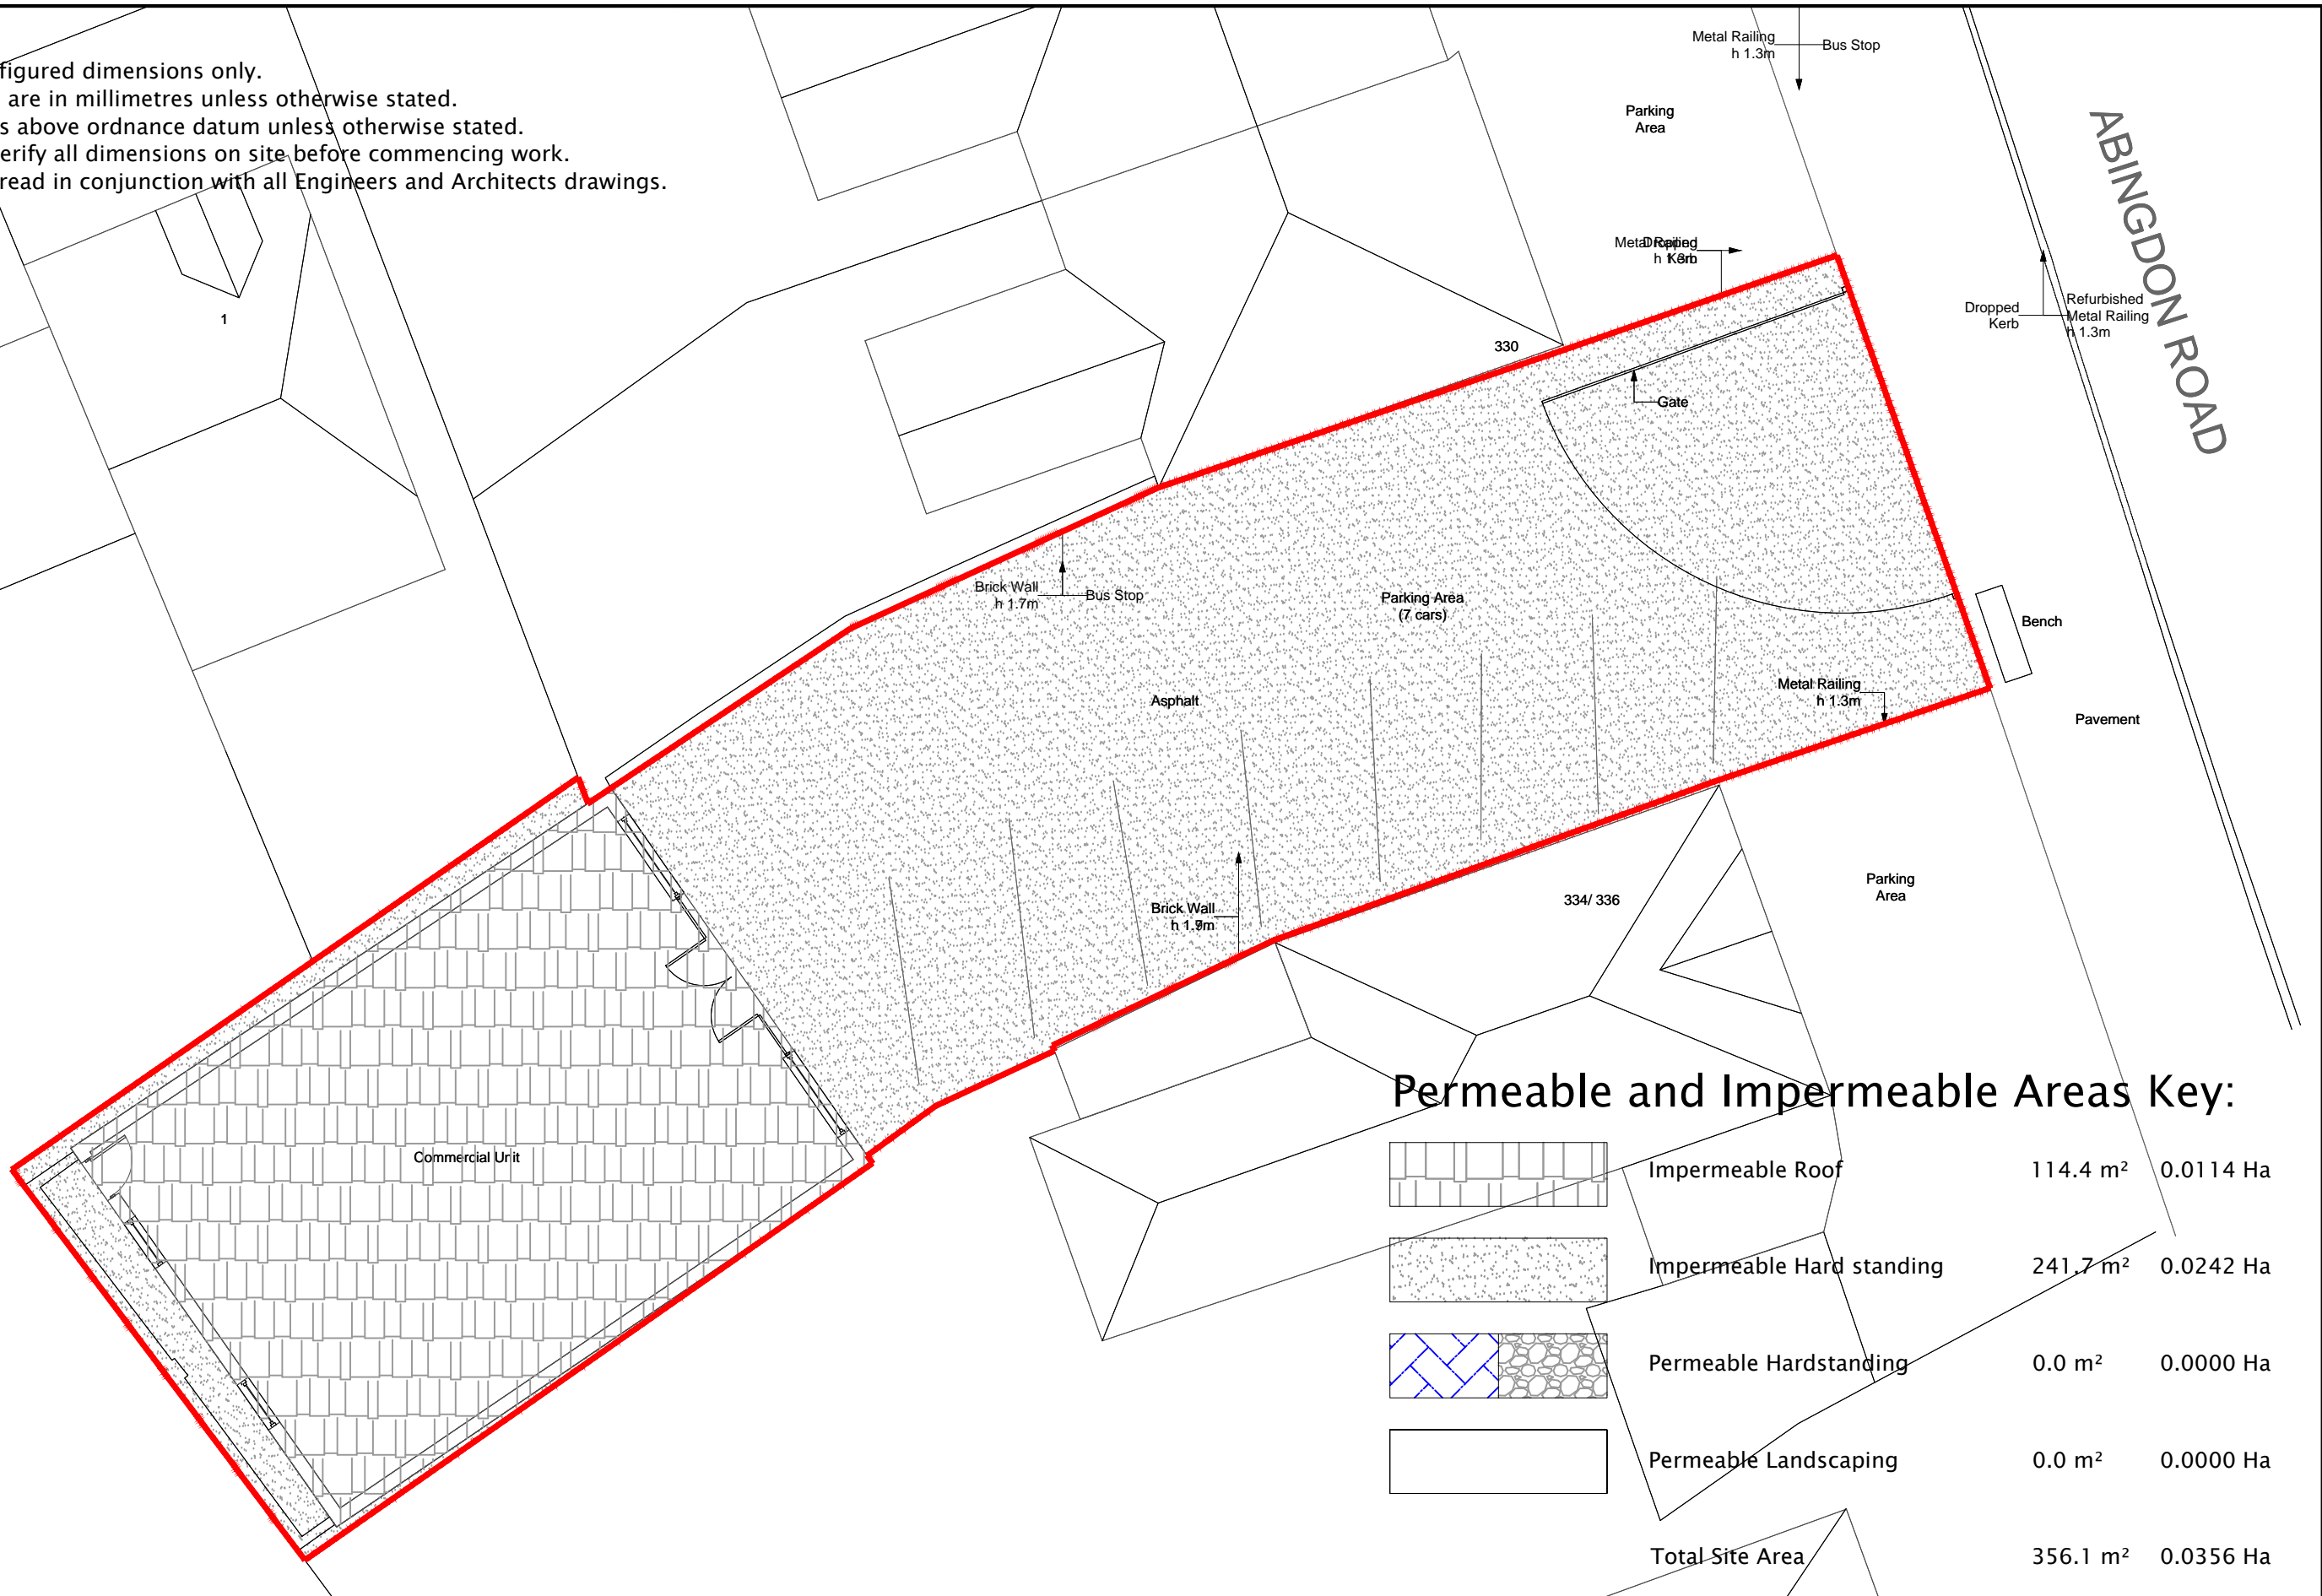 figured dimensions only.
are in millimetres unless otherwise stated.
s above ordnance datum unless otherwise stated.
erify all dimensions on site before commencing work.
read in conjunction with all Engineers and Architects drawings.
Metal Railing
h 1.3m
Bus Stop
Parking
Area
ABINGDON ROAD
Metal Railing
h 1.3m
Dropped
Kerb
Dropped
Kerb
Refurbished
Metal Railing
h 1.3m
1
330
Gate
Brick Wall
h 1.7m
Bus Stop
Parking Area
(7 cars)
Bench
Asphalt
Metal Railing
h 1.3m
Pavement
Parking
Area
334/ 336
Brick Wall
Commercial Unit
Permeable and Impermeable Areas Key:
Impermeable Roof 114.4 m² 0.0114 Ha
Impermeable Hard standing 241.7 m² 0.0242 Ha
Permeable Hardstanding 0.0 m² 0.0000 Ha
Permeable Landscaping 0.0 m² 0.0000 Ha
Total Site Area 356.1 m² 0.0356 Ha